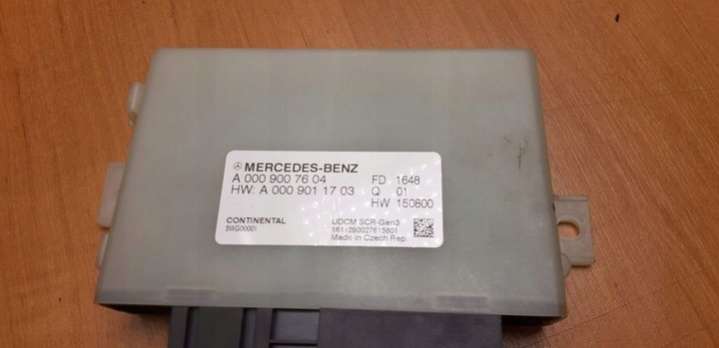 MERCEDES-BENZ
A 000 900 76 04 FD 1648
HW: A 000 901 17 03 Q 01
HW 150800
CONTINENTAL UDCM SCR-Gen3
Made in Czech Rep.